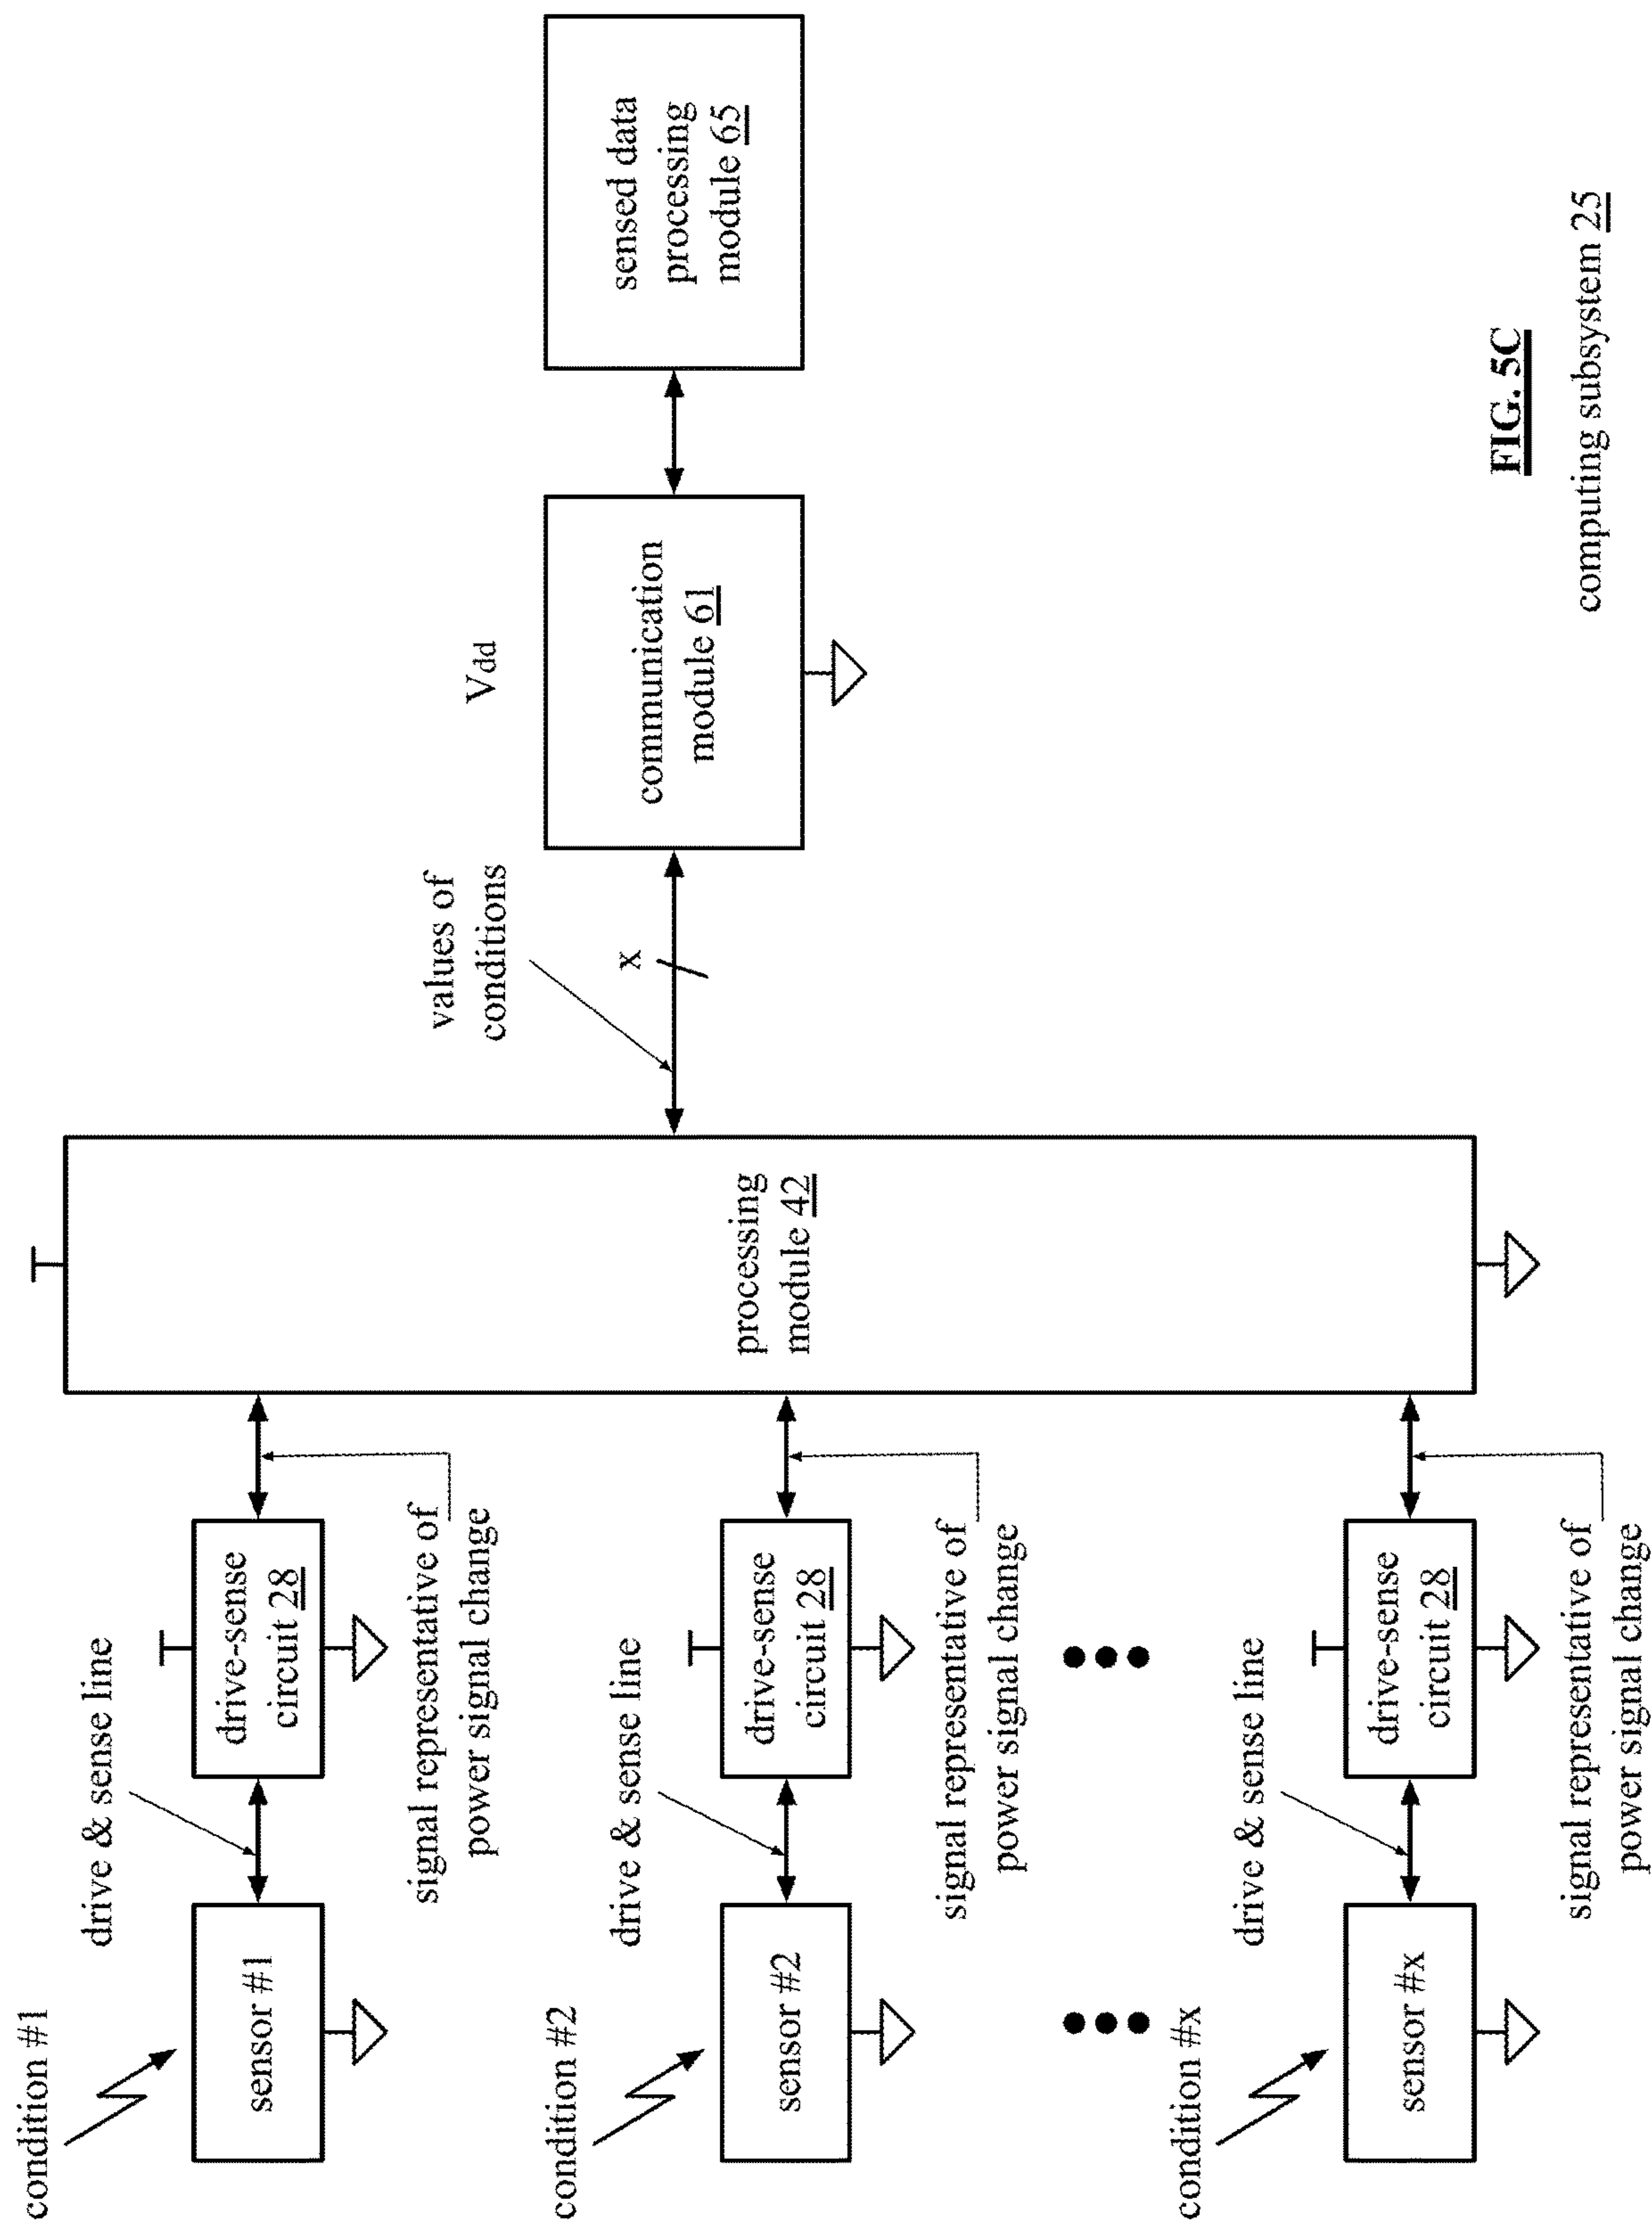 condition #1
drive & sense line
sensor #1
drive-sense
circuit 28
signal representative of
power signal change
condition #2
drive & sense line
sensor #2
drive-sense
circuit 28
signal representative of
power signal change
condition #x
drive & sense line
sensor #x
drive-sense
circuit 28
signal representative of
power signal change
processing
module 42
values of
conditions
x
Vdd
communication
module 61
sensed data
processing
module 65
FIG. 5C
computing subsystem 25